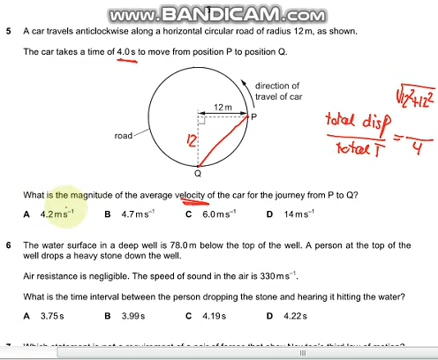 WWW.BANDICAM.COM
5 A car travels anticlockwise along a horizontal circular road of radius 12 m, as shown.
The car takes a time of 4.0 s to move from position P to position Q.
direction of
travel of car
12 m
P
road
12
Q
√12²+12²
total disp
total T
=
4
What is the magnitude of the average velocity of the car for the journey from P to Q?
A 4.2 m s⁻¹ B 4.7 m s⁻¹ C 6.0 m s⁻¹ D 14 m s⁻¹
6 The water surface in a deep well is 78.0 m below the top of the well. A person at the top of the
well drops a heavy stone down the well.
Air resistance is negligible. The speed of sound in the air is 330 m s⁻¹.
What is the time interval between the person dropping the stone and hearing it hitting the water?
A 3.75 s B 3.99 s C 4.19 s D 4.22 s